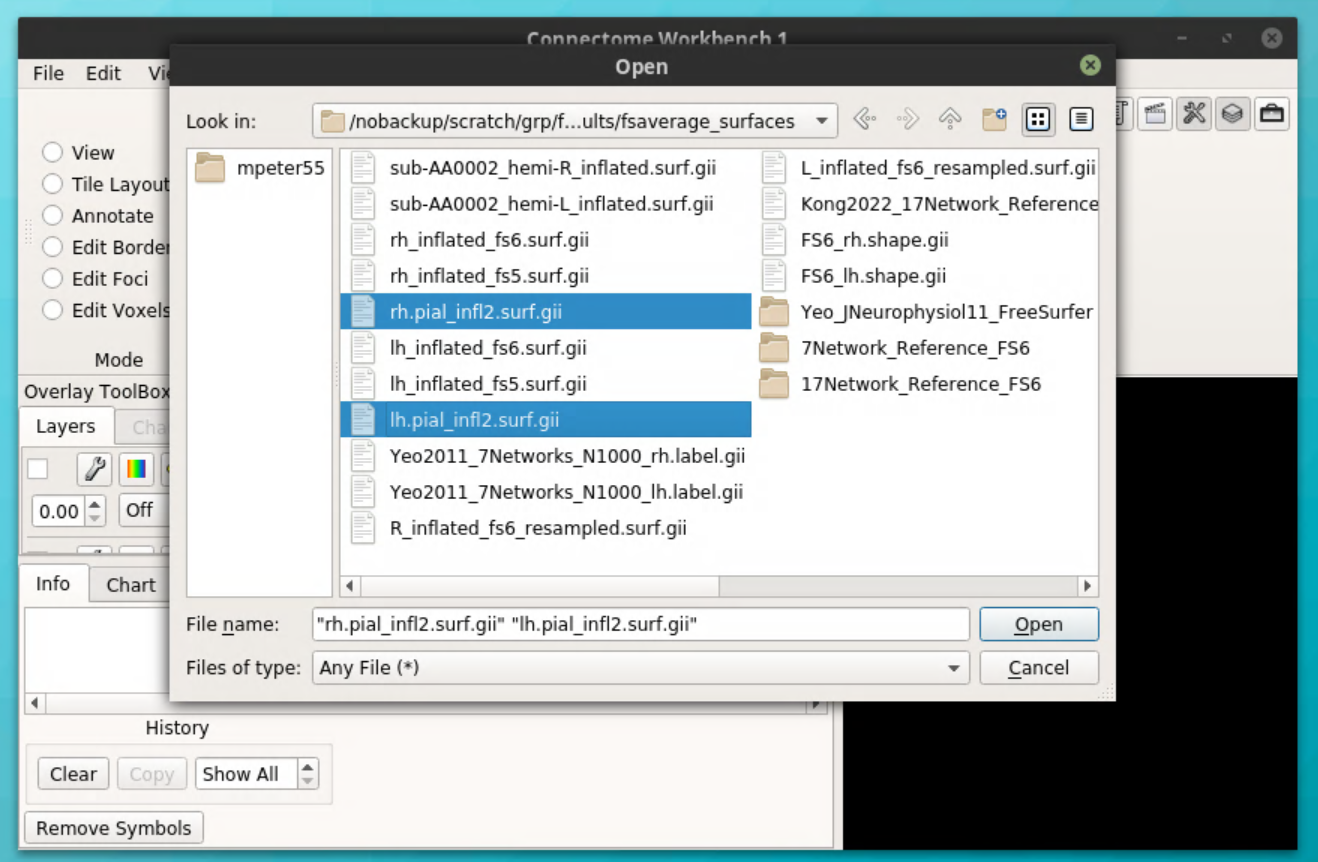 Connectome Workbench 1
Open
File Edit
Look in: /nobackup/scratch/grp/f...ults/fsaverage_surfaces
View
Tile Layout
Annotate
Edit Border
Edit Foci
Edit Voxels
Mode
Overlay ToolBox
Layers
0.00 Off
Info Chart
mpeter55
sub-AA0002_hemi-R_inflated.surf.gii
sub-AA0002_hemi-L_inflated.surf.gii
rh_inflated_fs6.surf.gii
rh_inflated_fs5.surf.gii
rh.pial_infl2.surf.gii
lh_inflated_fs6.surf.gii
lh_inflated_fs5.surf.gii
lh.pial_infl2.surf.gii
Yeo2011_7Networks_N1000_rh.label.gii
Yeo2011_7Networks_N1000_lh.label.gii
R_inflated_fs6_resampled.surf.gii
L_inflated_fs6_resampled.surf.gii
Kong2022_17Network_Reference
FS6_rh.shape.gii
FS6_lh.shape.gii
Yeo_JNeurophysiol11_FreeSurfer
7Network_Reference_FS6
17Network_Reference_FS6
File name: "rh.pial_infl2.surf.gii" "lh.pial_infl2.surf.gii" Open
Files of type: Any File (*) Cancel
History
Clear Copy Show All
Remove Symbols